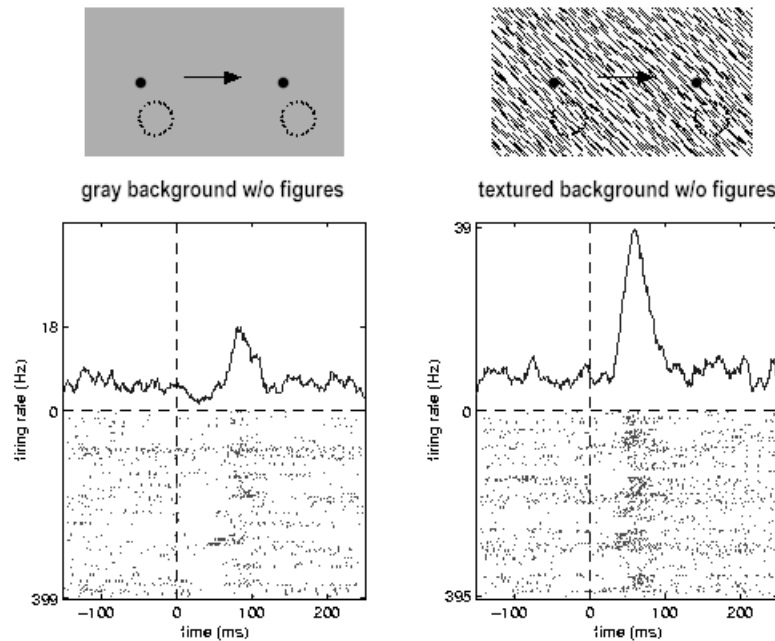 gray background w/o figures
textured background w/o figures
18
0
399
firing rate (Hz)
-100
0
100
200
time (ms)
39
0
395
firing rate (Hz)
-100
0
100
200
time (ms)